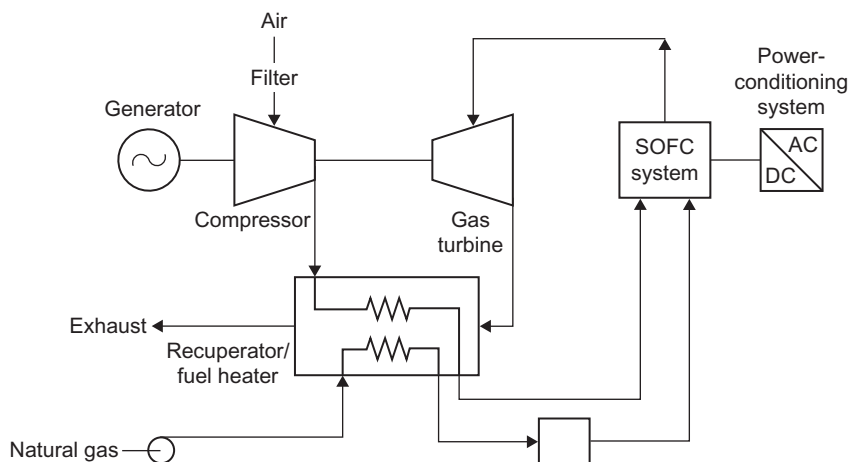 Air
Filter
Generator
Compressor
Gas
turbine
Power-
conditioning
system
SOFC
system
AC
DC
Exhaust
Recuperator/
fuel heater
Natural gas